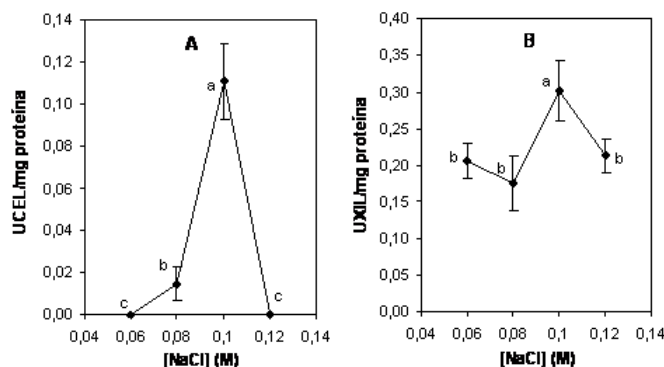 A
UCEL/mg proteína
0,14
0,12
0,10
0,08
0,06
0,04
0,02
0,00
a
b
c
c
0,04 0,06 0,08 0,1 0,12 0,14
[NaCl] (M)
B
UXIL/mg proteína
0,40
0,35
0,30
0,25
0,20
0,15
0,10
0,05
0,00
a
b
b
b
0,04 0,06 0,08 0,1 0,12 0,14
[NaCl] (M)